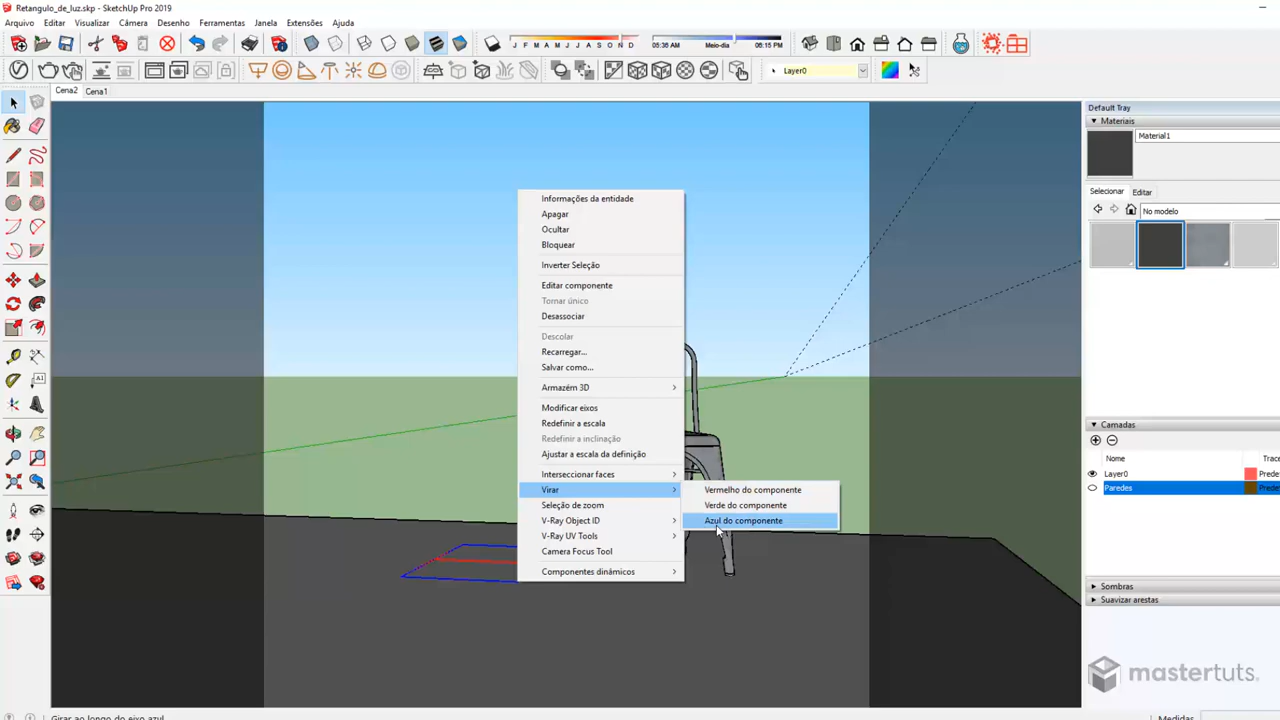 Retangulo_de_luz.skp - SketchUp Pro 2019
Arquivo Editar Visualizar Câmera Desenho Ferramentas Janela Extensões Ajuda
J F M A M J J A S O N D 05:36 AM Meio-dia 06:15 PM
Layer0
Cena2 Cena1
Default Tray
Materiais
Material1
Selecionar Editar
No modelo
Informações da entidade
Apagar
Ocultar
Bloquear
Inverter Seleção
Editar componente
Tornar único
Desassociar
Descolar
Recarregar...
Salvar como...
Armazém 3D
Modificar eixos
Redefinir a escala
Redefinir a inclinação
Ajustar a escala da definição
Interseccionar faces
Virar
Seleção de zoom
V-Ray Object ID
V-Ray UV Tools
Camera Focus Tool
Componentes dinâmicos
Vermelho do componente
Verde do componente
Azul do componente
Camadas
Nome Trace
Layer0 Prede
Paredes Prede
Sombras
Suavizar arestas
mastertuts
Girar ao longo do eixo azul
Medidas